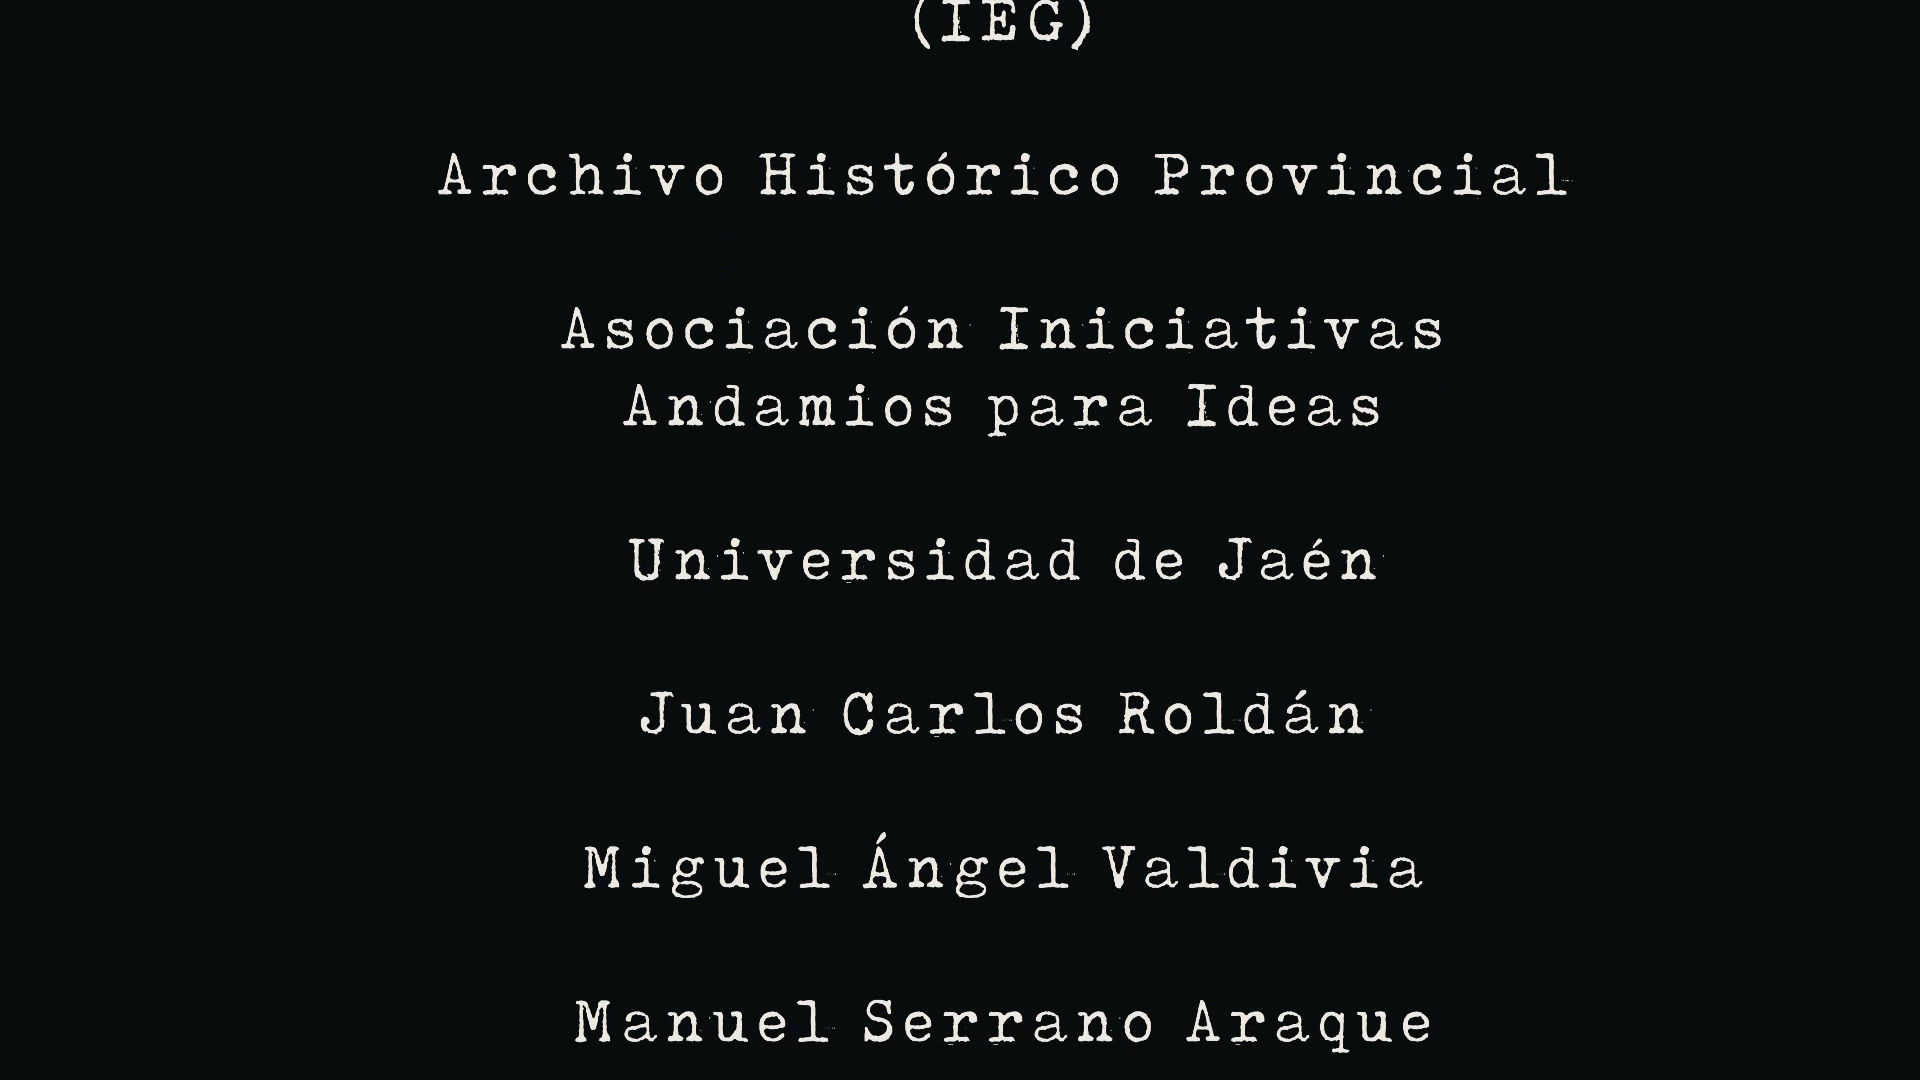 (IEG)
Archivo Histórico Provincial
Asociación Iniciativas
Andamios para Ideas
Universidad de Jaén
Juan Carlos Roldán
Miguel Ángel Valdivia
Manuel Serrano Araque